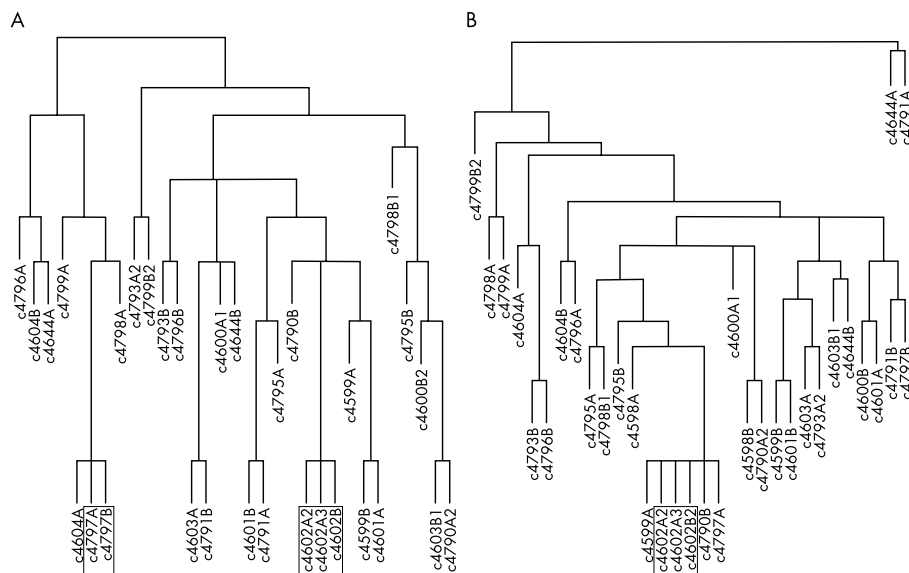 A
B
c4796A
c4604B
c4644A
c4799A
c4604A
c4797A
c4797B
c4798A
c4793A2
c4799B2
c4793B
c4796B
c4603A
c4791B
c4600A1
c4644B
c4601B
c4791A
c4795A
c4790B
c4602A2
c4602A3
c4602B
c4599A
c4599B
c4601A
c4798B1
c4795B
c4600B2
c4603B1
c4790A2
c4799B2
c4798A
c4799A
c4604A
c4793B
c4796B
c4604B
c4796A
c4795A
c4798B1
c4795B
c4598A
c4599A
c4602A2
c4602A3
c4602B2
c4790B
c4797A
c4600A1
c4598B
c4790A2
c4599B
c4601B
c4603A
c4793A2
c4603B1
c4644B
c4600B
c4601A
c4791B
c4797B
c4644A
c4791A